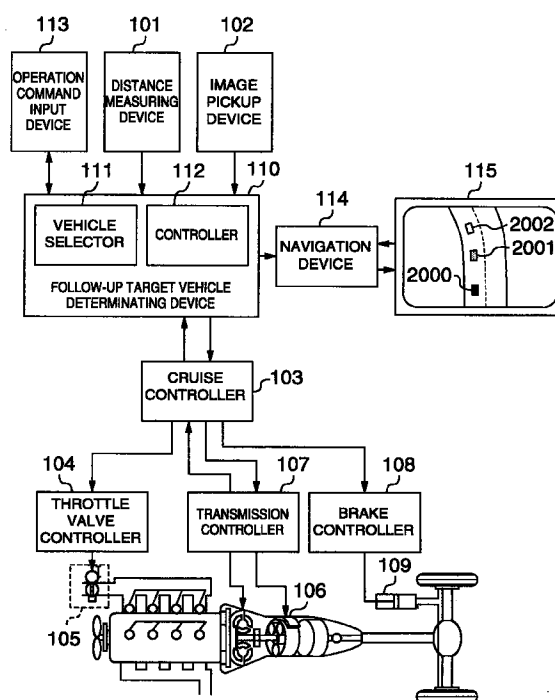 113
101
102
OPERATION
COMMAND
INPUT
DEVICE
DISTANCE
MEASURING
DEVICE
IMAGE
PICKUP
DEVICE
111
112
110
114
115
VEHICLE
SELECTOR
CONTROLLER
FOLLOW-UP TARGET VEHICLE
DETERMINATING DEVICE
NAVIGATION
DEVICE
2002
2001
2000
CRUISE
CONTROLLER
103
104
107
108
THROTTLE
VALVE
CONTROLLER
TRANSMISSION
CONTROLLER
BRAKE
CONTROLLER
109
106
105